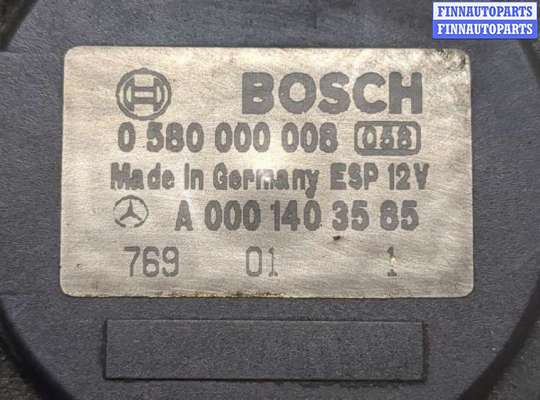 FINNAUTOPARTS
FINNAUTOPARTS
BOSCH
0 580 000 008 038
Made in Germany ESP 12V
A 000 140 35 85
769 01 1